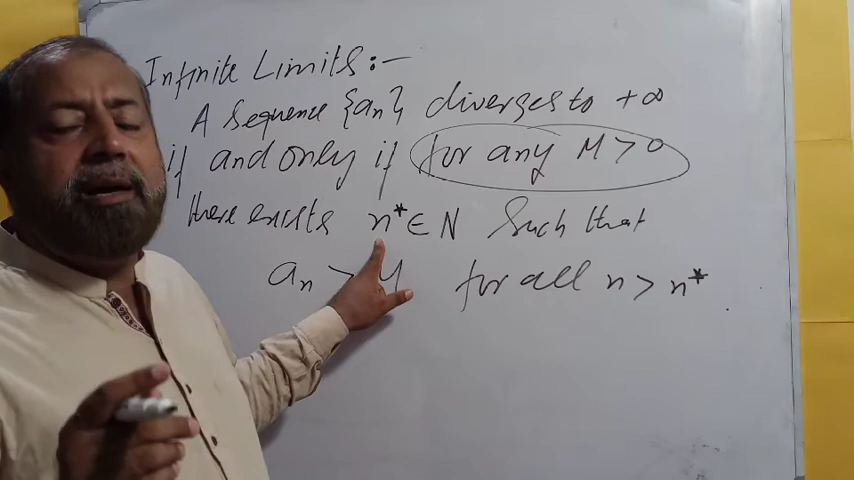 Infinite Limits :-
A Sequence {an} diverges to +∞
if and only if for any M > 0
there exists n* ∈ N Such that
an > M for all n > n*